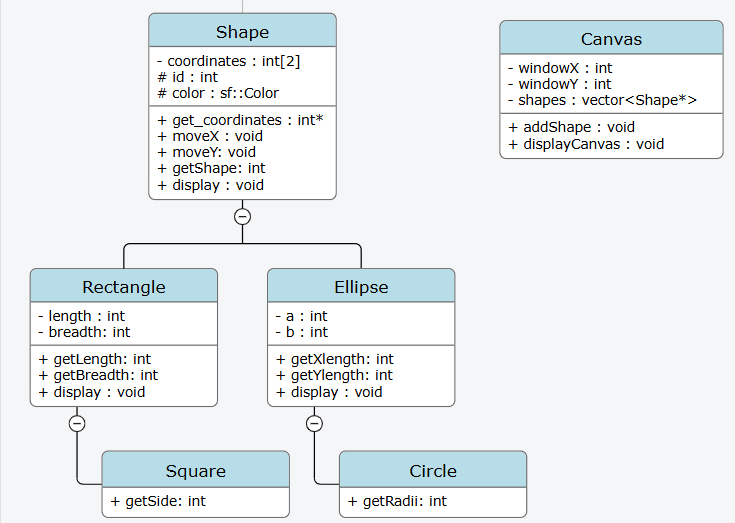 Shape
- coordinates : int[2]
# id : int
# color : sf::Color
+ get_coordinates : int*
+ moveX : void
+ moveY: void
+ getShape: int
+ display : void
Canvas
- windowX : int
- windowY : int
- shapes : vector<Shape*>
+ addShape : void
+ displayCanvas : void
Rectangle
- length : int
- breadth: int
+ getLength: int
+ getBreadth: int
+ display : void
Ellipse
- a : int
- b : int
+ getXlength: int
+ getYlength: int
+ display : void
Square
+ getSide: int
Circle
+ getRadii: int